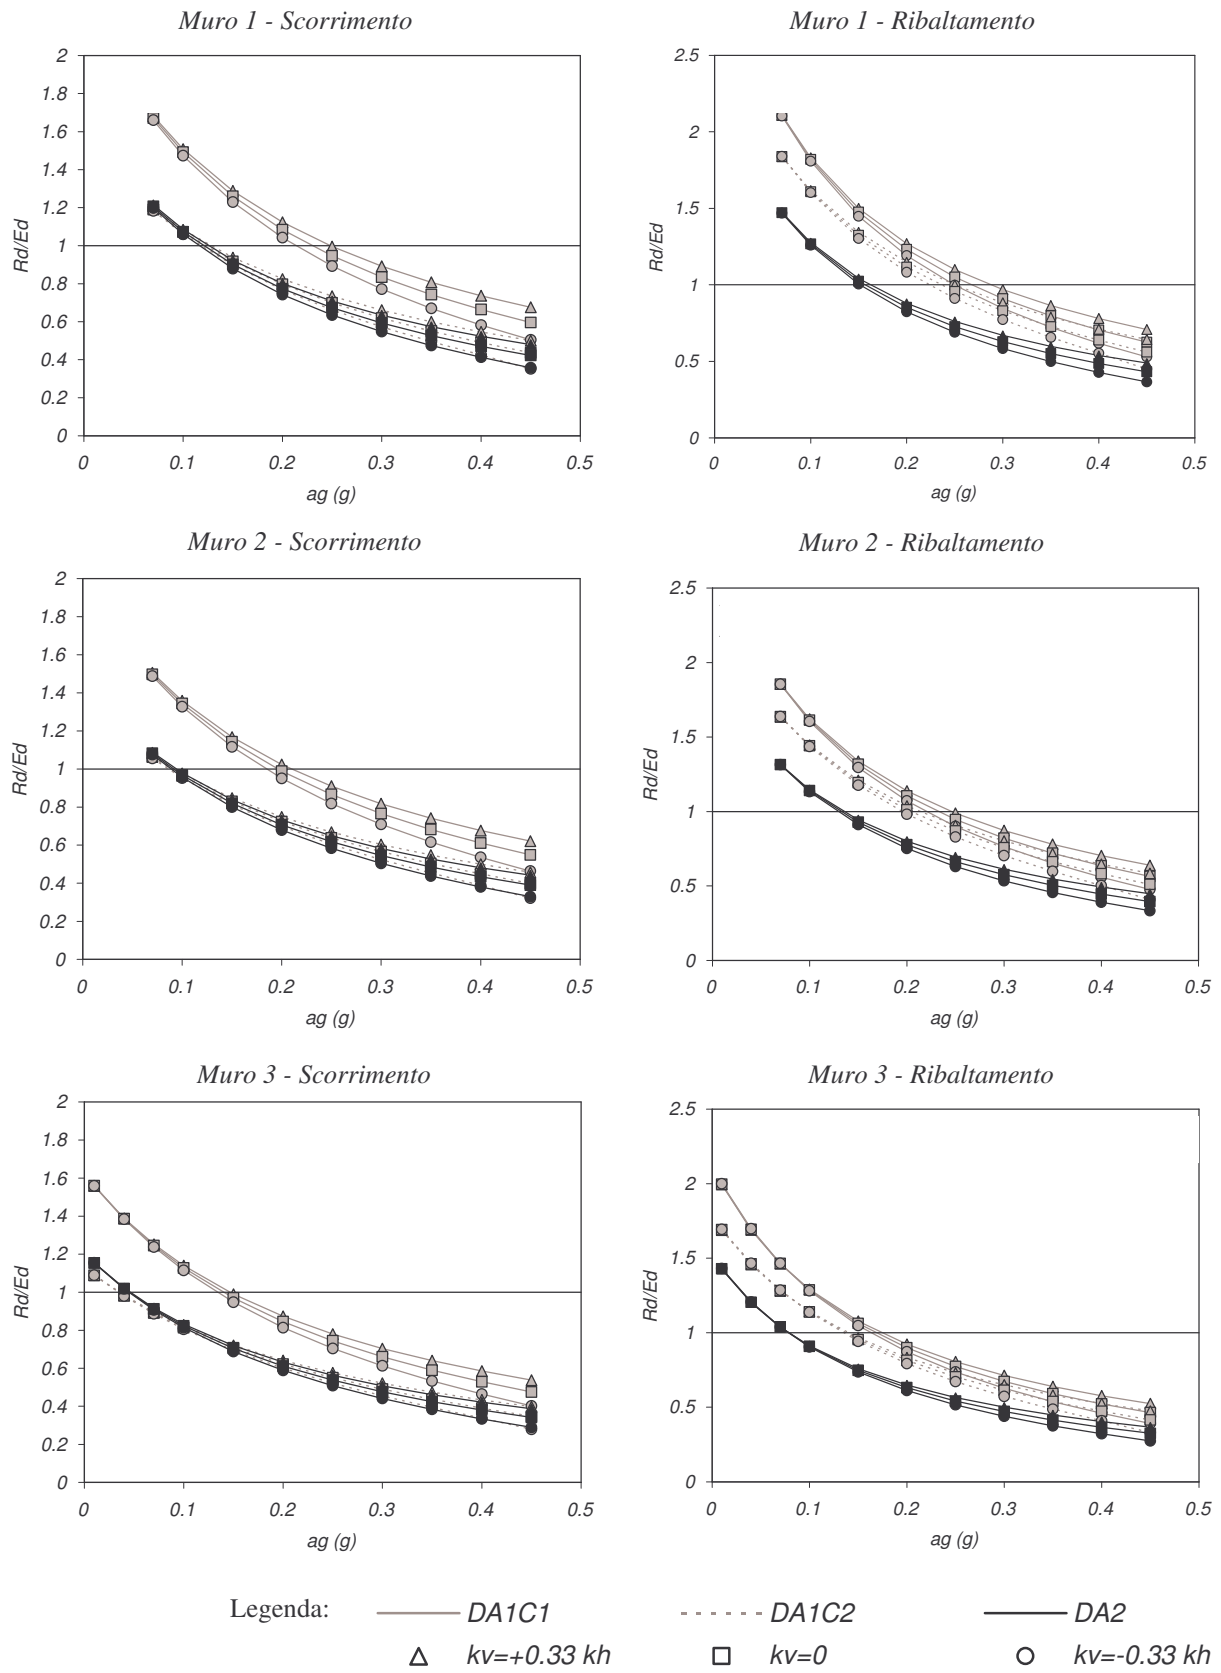 Muro 1 - Scorrimento
2
1.8
1.6
1.4
1.2
1
0.8
0.6
0.4
0.2
0
Rd/Ed
0 0.1 0.2 0.3 0.4 0.5
ag (g)
Muro 1 - Ribaltamento
2.5
2
1.5
1
0.5
0
Rd/Ed
0 0.1 0.2 0.3 0.4 0.5
ag (g)
Muro 2 - Scorrimento
2
1.8
1.6
1.4
1.2
1
0.8
0.6
0.4
0.2
0
Rd/Ed
0 0.1 0.2 0.3 0.4 0.5
ag (g)
Muro 2 - Ribaltamento
2.5
2
1.5
1
0.5
0
Rd/Ed
0 0.1 0.2 0.3 0.4 0.5
ag (g)
Muro 3 - Scorrimento
2
1.8
1.6
1.4
1.2
1
0.8
0.6
0.4
0.2
0
Rd/Ed
0 0.1 0.2 0.3 0.4 0.5
ag (g)
Muro 3 - Ribaltamento
2.5
2
1.5
1
0.5
0
Rd/Ed
0 0.1 0.2 0.3 0.4 0.5
ag (g)
Legenda: DA1C1 DA1C2 DA2
kv=+0.33 kh kv=0 kv=-0.33 kh